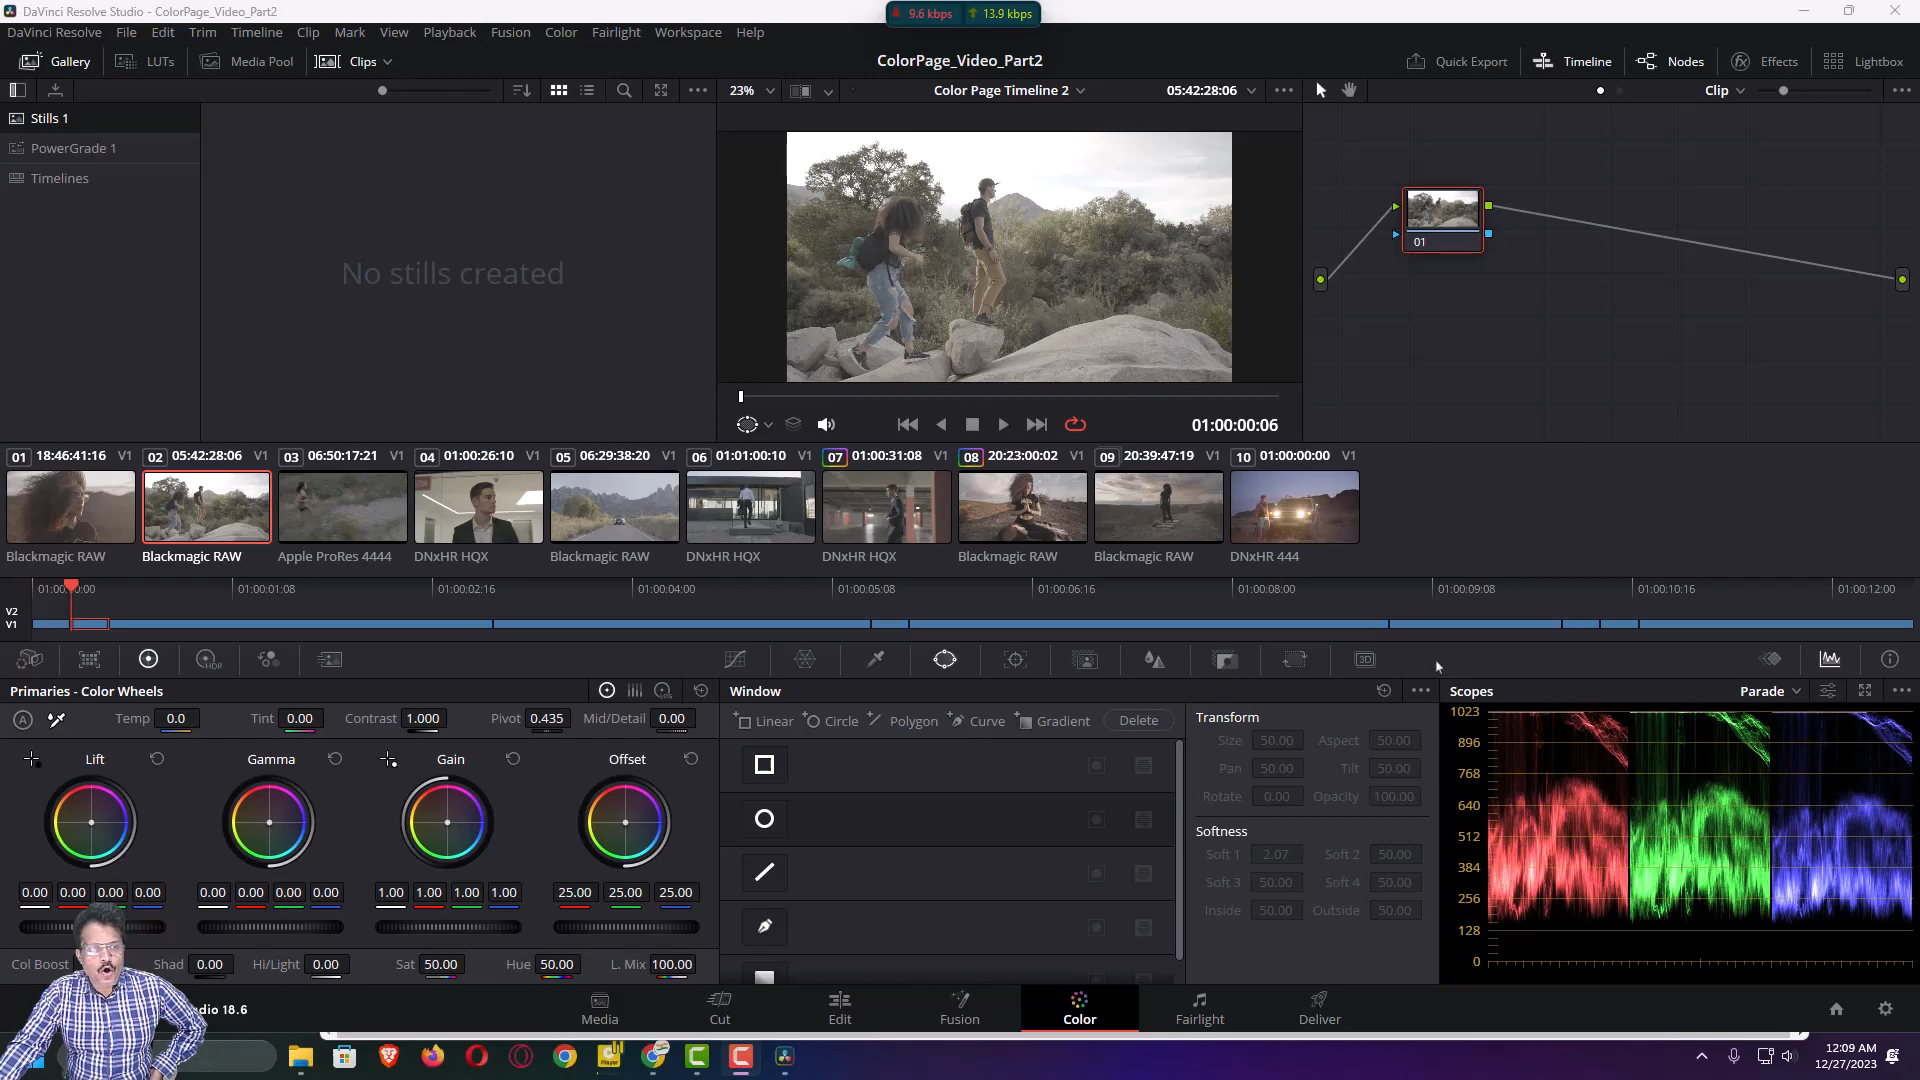 DaVinci Resolve Studio - ColorPage_Video_Part2
9.6 kbps 13.9 kbps
DaVinci Resolve File Edit Trim Timeline Clip Mark View Playback Fusion Color Fairlight Workspace Help
Gallery LUTs Media Pool Clips ColorPage_Video_Part2 Quick Export Timeline Nodes Effects Lightbox
23% Color Page Timeline 2 05:42:28:06 Clip
Stills 1
PowerGrade 1
Timelines
No stills created
01
01:00:00:06
01 18:46:41:16 V1 02 05:42:28:06 V1 03 06:50:17:21 V1 04 01:00:26:10 V1 05 06:29:38:20 V1 06 01:01:00:10 V1 07 01:00:31:08 V1 08 20:23:00:02 V1 09 20:39:47:19 V1 10 01:00:00:00 V1
Blackmagic RAW Blackmagic RAW Apple ProRes 4444 DNxHR HQX Blackmagic RAW DNxHR HQX DNxHR HQX Blackmagic RAW Blackmagic RAW DNxHR 444
01:00:01:08 01:00:02:16 01:00:04:00 01:00:05:08 01:00:06:16 01:00:08:00 01:00:09:08 01:00:10:16 01:00:12:00
V2
V1
HDR 3D
Primaries - Color Wheels LOG Window Scopes Parade
A Temp 0.0 Tint 0.00 Contrast 1.000 Pivot 0.435 Mid/Detail 0.00
Linear Circle Polygon Curve Gradient Delete
Transform
Size 50.00 Aspect 50.00
Pan 50.00 Tilt 50.00
Rotate 0.00 Opacity 100.00
Softness
Soft 1 2.07 Soft 2 50.00
Soft 3 50.00 Soft 4 50.00
Inside 50.00 Outside 50.00
1023
896
768
640
512
384
256
128
0
Lift Gamma Gain Offset
0.00 0.00 0.00 0.00 0.00 0.00 0.00 0.00 1.00 1.00 1.00 1.00 25.00 25.00 25.00
Col Boost Shad 0.00 Hi/Light 0.00 Sat 50.00 Hue 50.00 L. Mix 100.00
dio 18.6
Media Cut Edit Fusion Color Fairlight Deliver
12:09 AM
12/27/2023